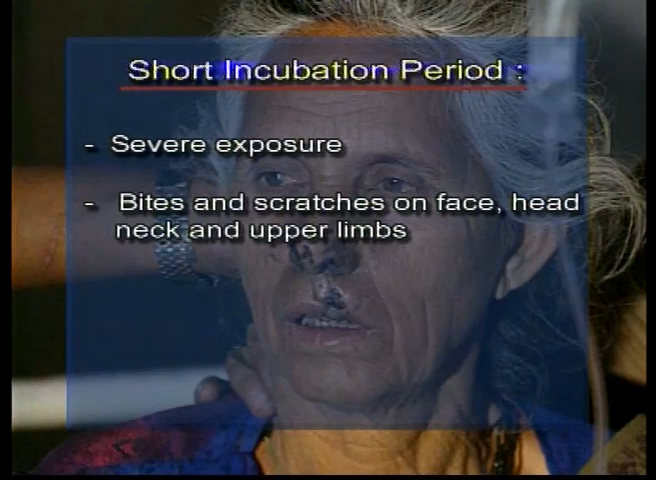 Short Incubation Period :
- Severe exposure
- Bites and scratches on face, head
neck and upper limbs